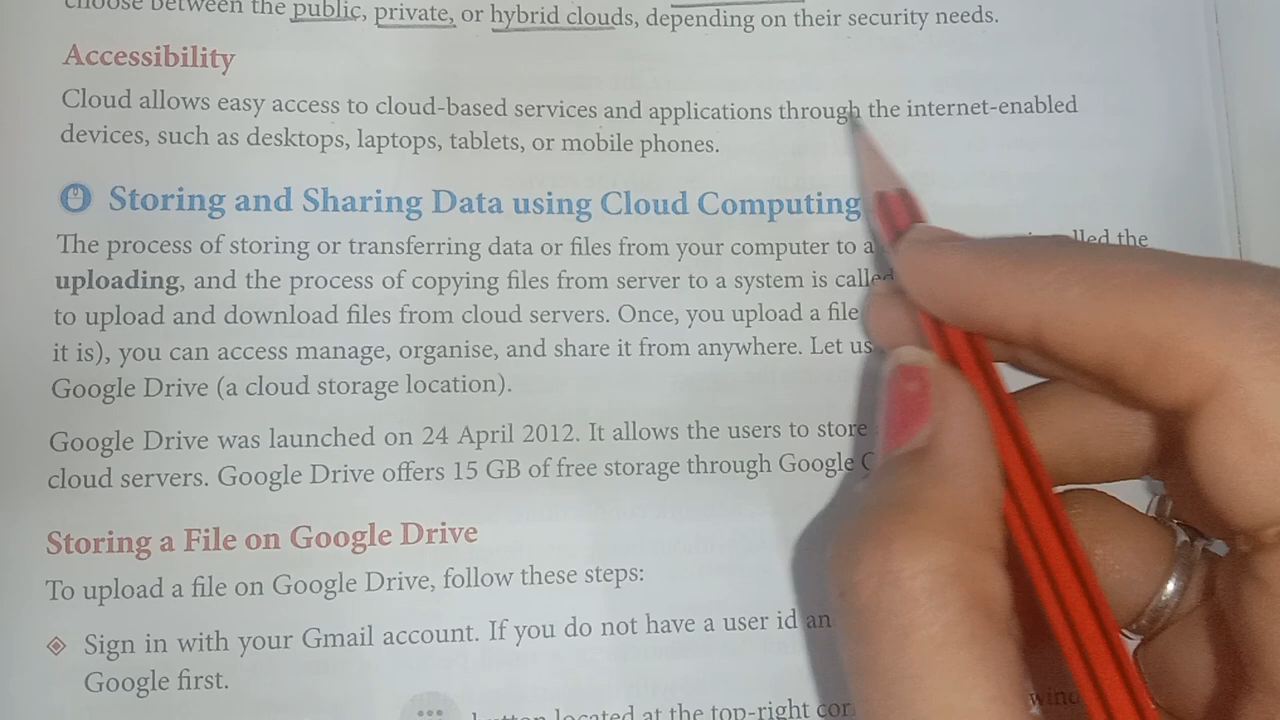 choose between the public, private, or hybrid clouds, depending on their security needs.
Accessibility
Cloud allows easy access to cloud-based services and applications through the internet-enabled
devices, such as desktops, laptops, tablets, or mobile phones.
Storing and Sharing Data using Cloud Computing
The process of storing or transferring data or files from your computer to a called the
uploading, and the process of copying files from server to a system is called
to upload and download files from cloud servers. Once, you upload a file
it is), you can access manage, organise, and share it from anywhere. Let us
Google Drive (a cloud storage location).
Google Drive was launched on 24 April 2012. It allows the users to store
cloud servers. Google Drive offers 15 GB of free storage through Google
Storing a File on Google Drive
To upload a file on Google Drive, follow these steps:
Sign in with your Gmail account. If you do not have a user id an
Google first.
button located at the top-right